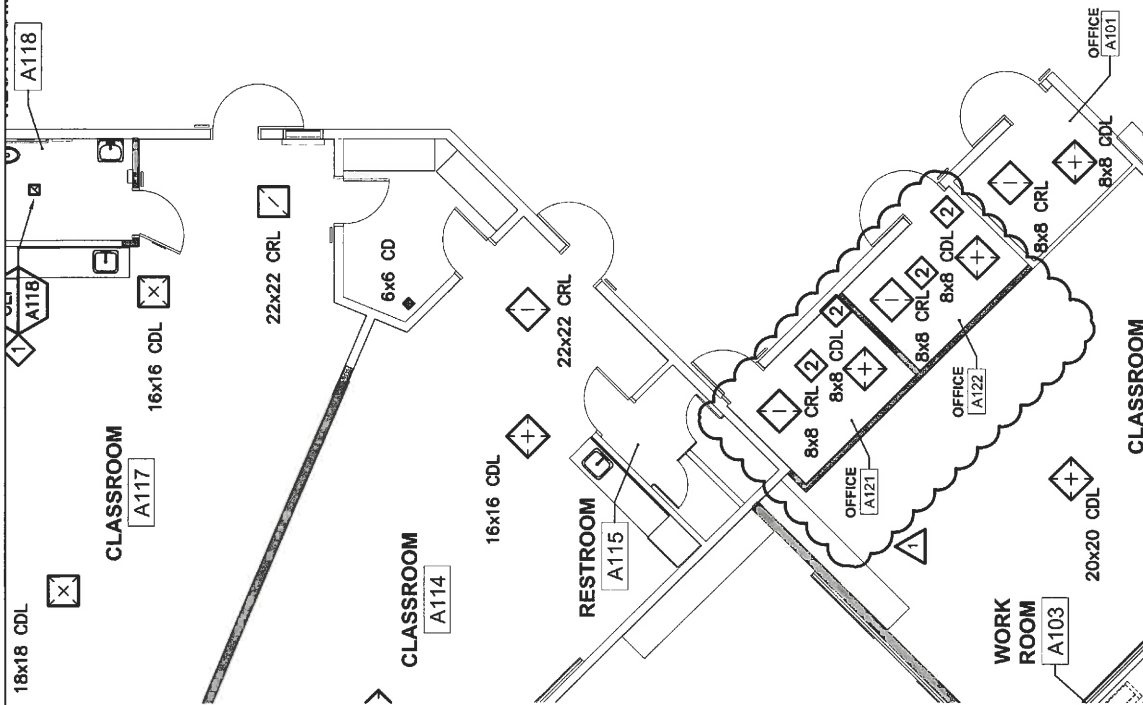 A118
OFFICE
A101
1
A118
16x16 CDL
22x22 CRL
6x6 CD
8x8 CDL
8x8 CRL
2
8x8 CDL
2
8x8 CRL
2
8x8 CDL
2
8x8 CRL
22x22 CRL
CLASSROOM
A117
16x16 CDL
OFFICE
A122
OFFICE
A121
CLASSROOM
18x18 CDL
CLASSROOM
A114
RESTROOM
A115
1
20x20 CDL
WORK
ROOM
A103